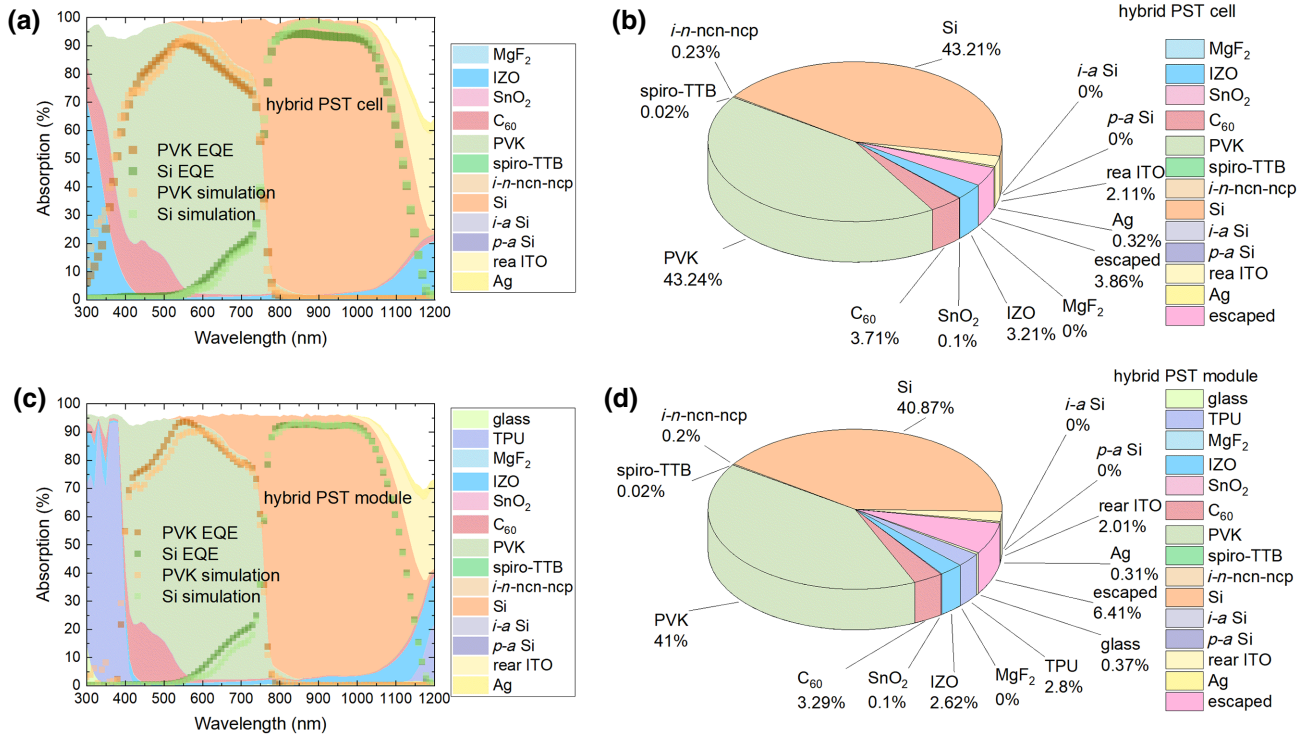 (a)
100
90
80
70
60
50
40
30
20
10
0
Absorption (%)
hybrid PST cell
PVK EQE
Si EQE
PVK simulation
Si simulation
300 400 500 600 700 800 900 1000 1100 1200
Wavelength (nm)
MgF₂
IZO
SnO₂
C₆₀
PVK
spiro-TTB
i-n-ncn-ncp
Si
i-a Si
p-a Si
rea ITO
Ag
(b)
i-n-ncn-ncp
0.23%
Si
43.21%
spiro-TTB
0.02%
i-a Si
0%
p-a Si
0%
rea ITO
2.11%
Ag
0.32%
escaped
3.86%
PVK
43.24%
C₆₀
3.71%
SnO₂
0.1%
IZO
3.21%
MgF₂
0%
hybrid PST cell
MgF₂
IZO
SnO₂
C₆₀
PVK
spiro-TTB
i-n-ncn-ncp
Si
i-a Si
p-a Si
rea ITO
Ag
escaped
(c)
100
90
80
70
60
50
40
30
20
10
0
Absorption (%)
hybrid PST module
PVK EQE
Si EQE
PVK simulation
Si simulation
300 400 500 600 700 800 900 1000 1100 1200
Wavelength (nm)
glass
TPU
MgF₂
IZO
SnO₂
C₆₀
PVK
spiro-TTB
i-n-ncn-ncp
Si
i-a Si
p-a Si
rear ITO
Ag
(d)
i-n-ncn-ncp
0.2%
Si
40.87%
spiro-TTB
0.02%
i-a Si
0%
p-a Si
0%
rear ITO
2.01%
Ag
0.31%
escaped
6.41%
glass
0.37%
PVK
41%
C₆₀
3.29%
SnO₂
0.1%
IZO
2.62%
MgF₂
0%
TPU
2.8%
hybrid PST module
glass
TPU
MgF₂
IZO
SnO₂
C₆₀
PVK
spiro-TTB
i-n-ncn-ncp
Si
i-a Si
p-a Si
rear ITO
Ag
escaped